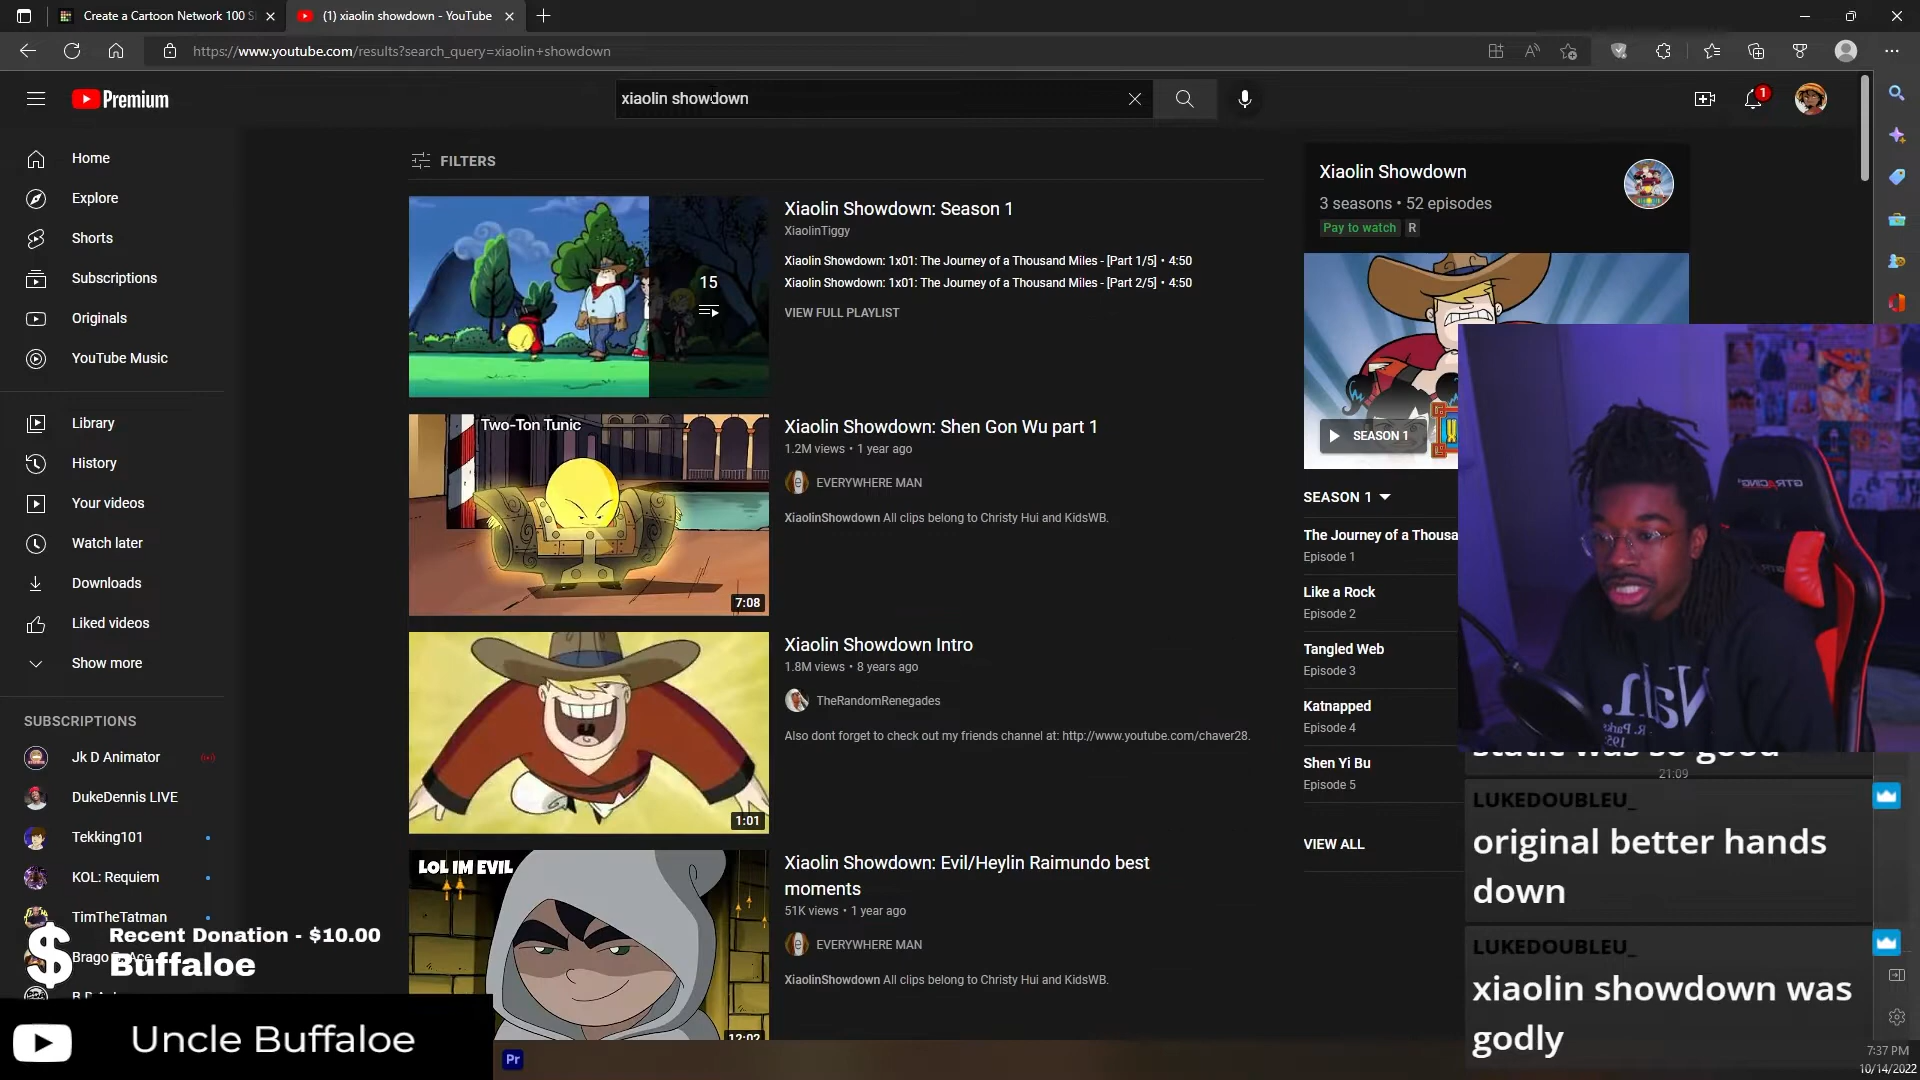 Create a Cartoon Network 100 S
(1) xiaolin showdown - YouTube
https://www.youtube.com/results?search_query=xiaolin+showdown
Premium
xiaolin showdown
1
Home
Explore
Shorts
Subscriptions
Originals
YouTube Music
Library
History
Your videos
Watch later
Downloads
Liked videos
Show more
SUBSCRIPTIONS
Jk D Animator
DukeDennis LIVE
Tekking101
KOL: Requiem
TimTheTatman
Recent Donation - $10.00
Buffaloe
Uncle Buffaloe
FILTERS
15
Xiaolin Showdown: Season 1
XiaolinTiggy
Xiaolin Showdown: 1x01: The Journey of a Thousand Miles - [Part 1/5] • 4:50
Xiaolin Showdown: 1x01: The Journey of a Thousand Miles - [Part 2/5] • 4:50
VIEW FULL PLAYLIST
Two-Ton Tunic
7:08
Xiaolin Showdown: Shen Gon Wu part 1
1.2M views • 1 year ago
EVERYWHERE MAN
XiaolinShowdown All clips belong to Christy Hui and KidsWB.
1:01
Xiaolin Showdown Intro
1.8M views • 8 years ago
TheRandomRenegades
Also dont forget to check out my friends channel at: http://www.youtube.com/chaver28.
LOL IM EVIL
12:02
Xiaolin Showdown: Evil/Heylin Raimundo best
moments
51K views • 1 year ago
EVERYWHERE MAN
XiaolinShowdown All clips belong to Christy Hui and KidsWB.
Pr
Xiaolin Showdown
3 seasons • 52 episodes
Pay to watch R
SEASON 1
SEASON 1
The Journey of a Thousa
Episode 1
Like a Rock
Episode 2
Tangled Web
Episode 3
Katnapped
Episode 4
Shen Yi Bu
Episode 5
VIEW ALL
GTRACING
Nah.
R. Parks
1955
static was so good
21:09
LUKEDOUBLEU_
original better hands
down
LUKEDOUBLEU_
xiaolin showdown was
godly
7:37 PM
10/14/2022